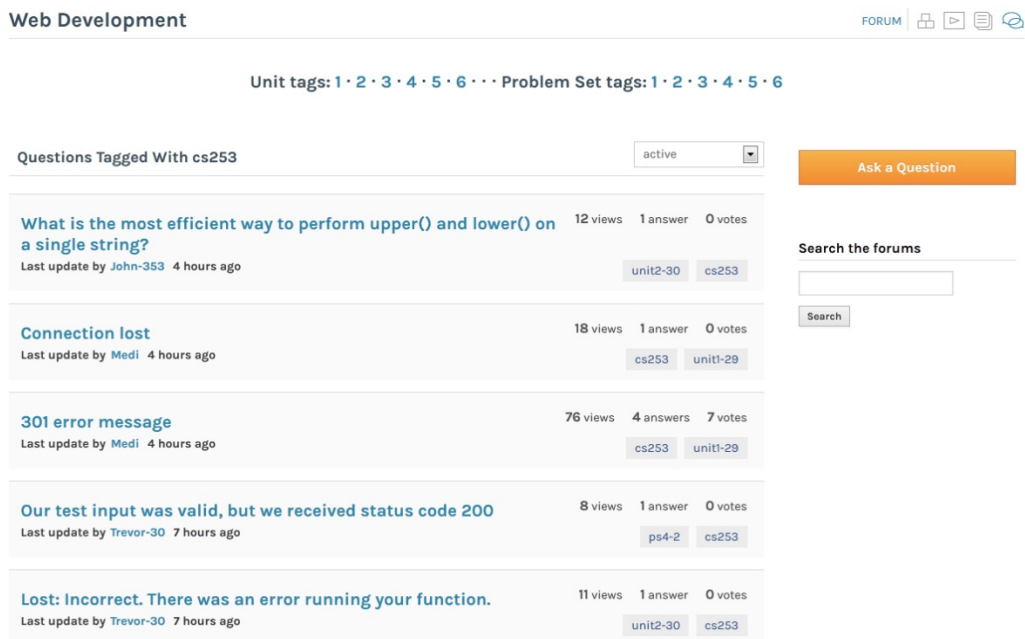 Web Development
FORUM
Unit tags: 1 · 2 · 3 · 4 · 5 · 6 · · · Problem Set tags: 1 · 2 · 3 · 4 · 5 · 6
Questions Tagged With cs253
active
Ask a Question
What is the most efficient way to perform upper() and lower() on
a single string?
12 views 1 answer 0 votes
Last update by John-353 4 hours ago
unit2-30 cs253
Search the forums
Search
Connection lost
18 views 1 answer 0 votes
Last update by Medi 4 hours ago
cs253 unit1-29
301 error message
76 views 4 answers 7 votes
Last update by Medi 4 hours ago
cs253 unit1-29
Our test input was valid, but we received status code 200
8 views 1 answer 0 votes
Last update by Trevor-30 7 hours ago
ps4-2 cs253
Lost: Incorrect. There was an error running your function.
11 views 1 answer 0 votes
Last update by Trevor-30 7 hours ago
unit2-30 cs253